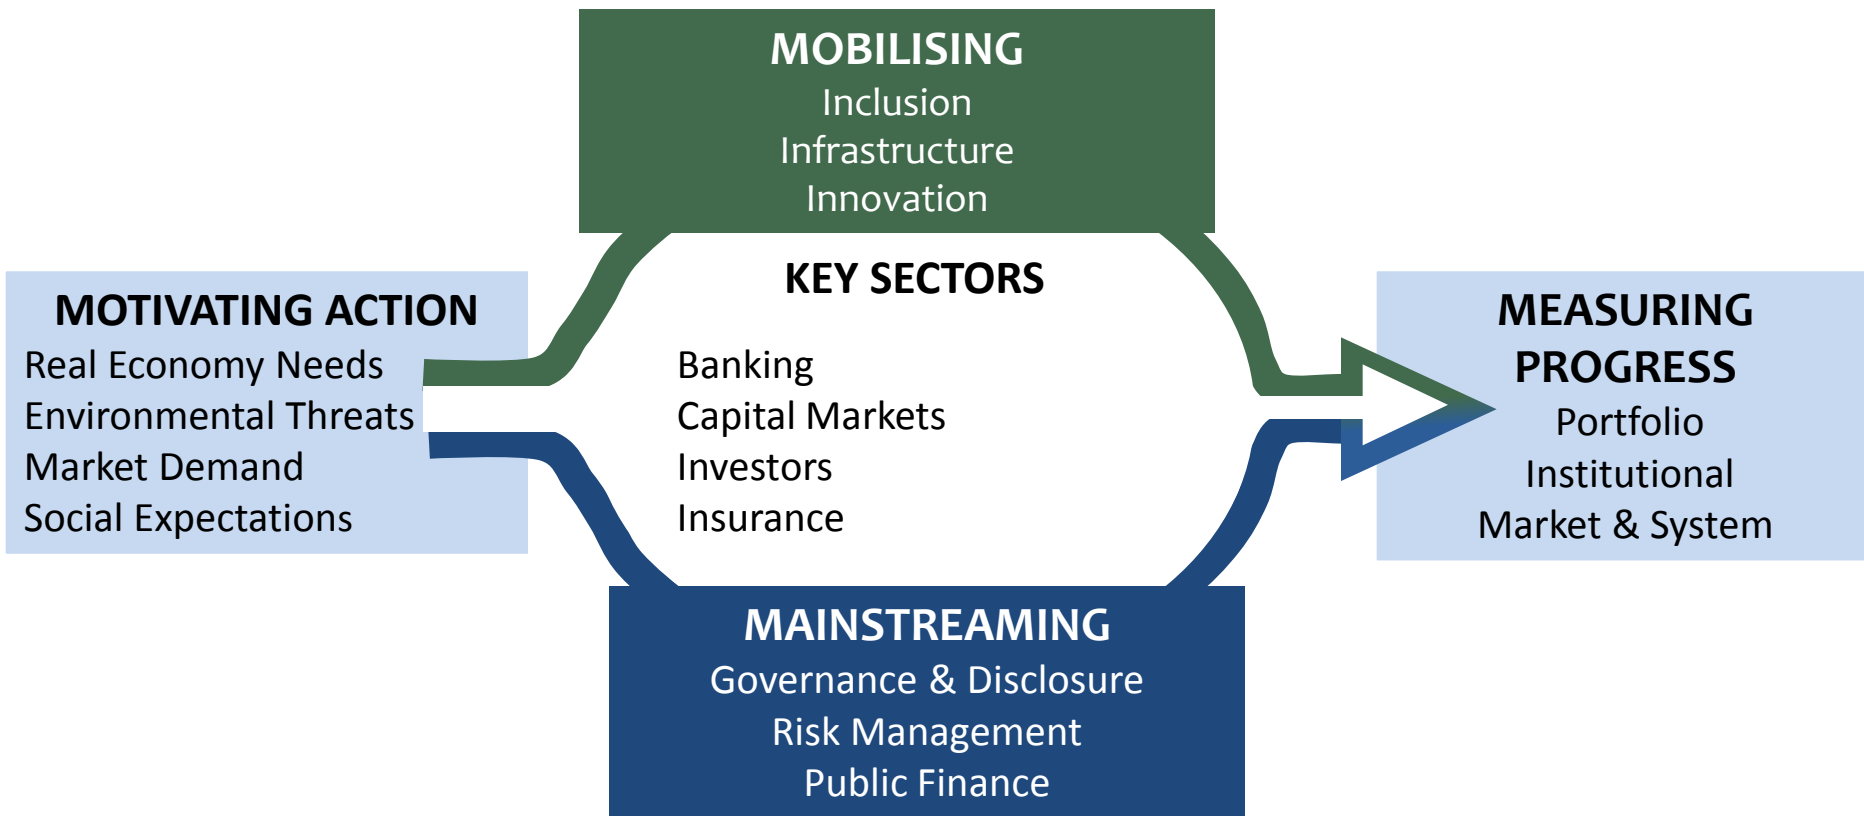 MOBILISING
Inclusion
Infrastructure
Innovation
MOTIVATING ACTION
Real Economy Needs
Environmental Threats
Market Demand
Social Expectations
KEY SECTORS
Banking
Capital Markets
Investors
Insurance
MEASURING
PROGRESS
Portfolio
Institutional
Market & System
MAINSTREAMING
Governance & Disclosure
Risk Management
Public Finance